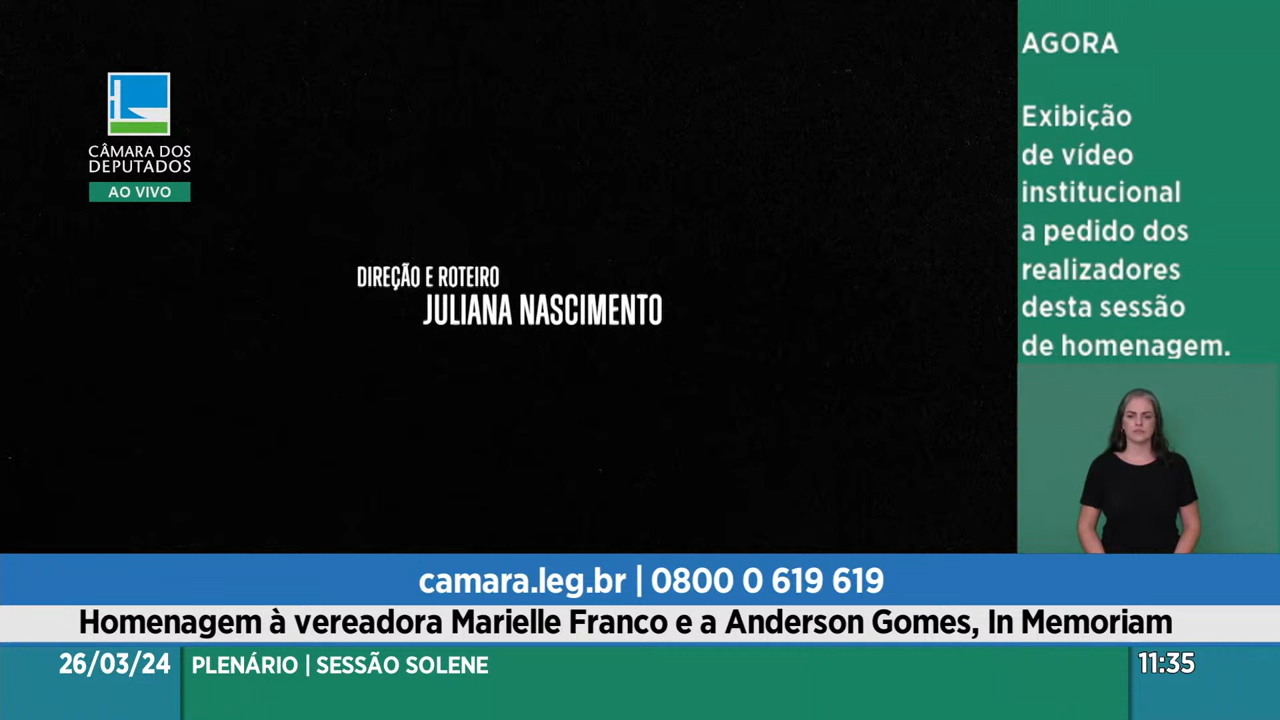 CÂMARA DOS
DEPUTADOS
AO VIVO
DIREÇÃO E ROTEIRO
JULIANA NASCIMENTO
AGORA
Exibição
de vídeo
institucional
a pedido dos
realizadores
desta sessão
de homenagem.
camara.leg.br | 0800 0 619 619
Homenagem à vereadora Marielle Franco e a Anderson Gomes, In Memoriam
26/03/24
PLENÁRIO | SESSÃO SOLENE
11:35